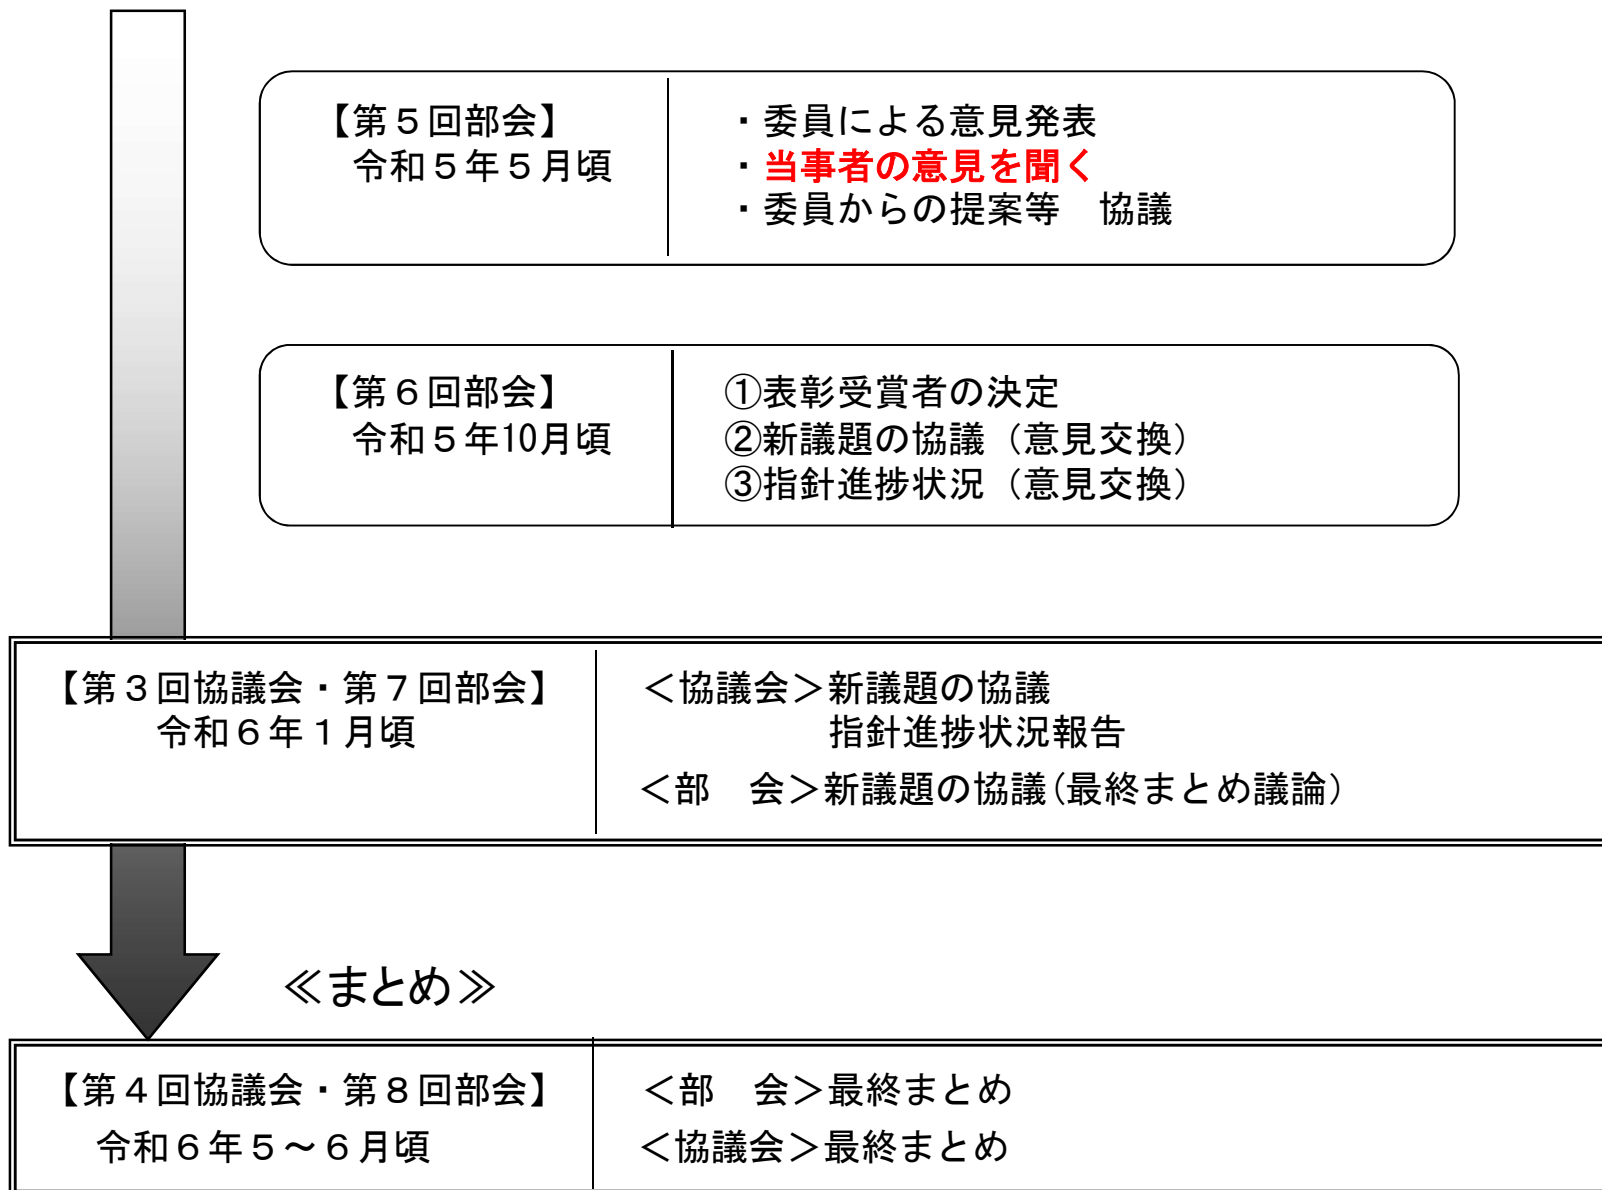 【第５回部会】
令和５年５月頃
・委員による意見発表
・当事者の意見を聞く
・委員からの提案等　協議
【第６回部会】
令和５年10月頃
①表彰受賞者の決定
②新議題の協議（意見交換）
③指針進捗状況（意見交換）
【第３回協議会・第７回部会】
令和６年１月頃
＜協議会＞新議題の協議
指針進捗状況報告
＜部　会＞新議題の協議（最終まとめ議論）
≪まとめ≫
【第４回協議会・第８回部会】
令和６年５～６月頃
＜部　会＞最終まとめ
＜協議会＞最終まとめ